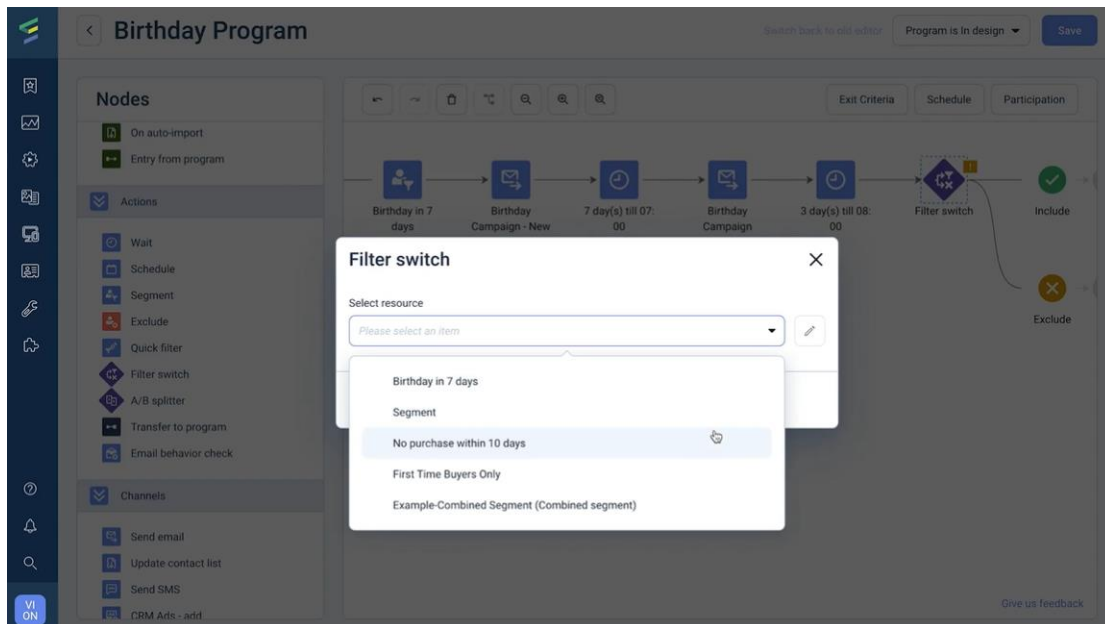 Birthday Program
Switch back to old editor
Program is in design
Save
Nodes
On auto-import
Entry from program
Actions
Wait
Schedule
Segment
Exclude
Quick filter
Filter switch
A/B splitter
Transfer to program
Email behavior check
Channels
Send email
Update contact list
Send SMS
CRM Ads - add
VI
ON
Exit Criteria
Schedule
Participation
Birthday in 7
days
Birthday
Campaign - New
7 day(s) till 07:
00
Birthday
Campaign
3 day(s) till 08:
00
Filter switch
Include
Exclude
Filter switch
Select resource
Please select an item
Birthday in 7 days
Segment
No purchase within 10 days
First Time Buyers Only
Example-Combined Segment (Combined segment)
Give us feedback